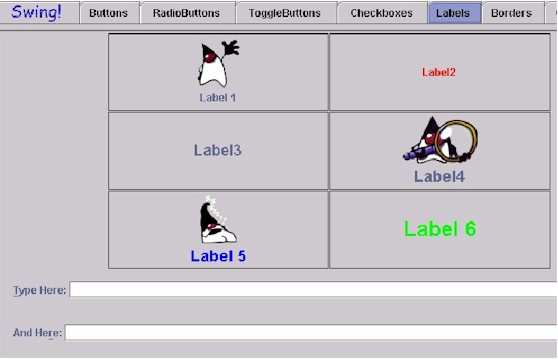 Swing! Buttons RadioButtons ToggleButtons Checkboxes Labels Borders
Label 1 Label2
Label3 Label4
Label 5 Label 6
Type Here:
And Here: